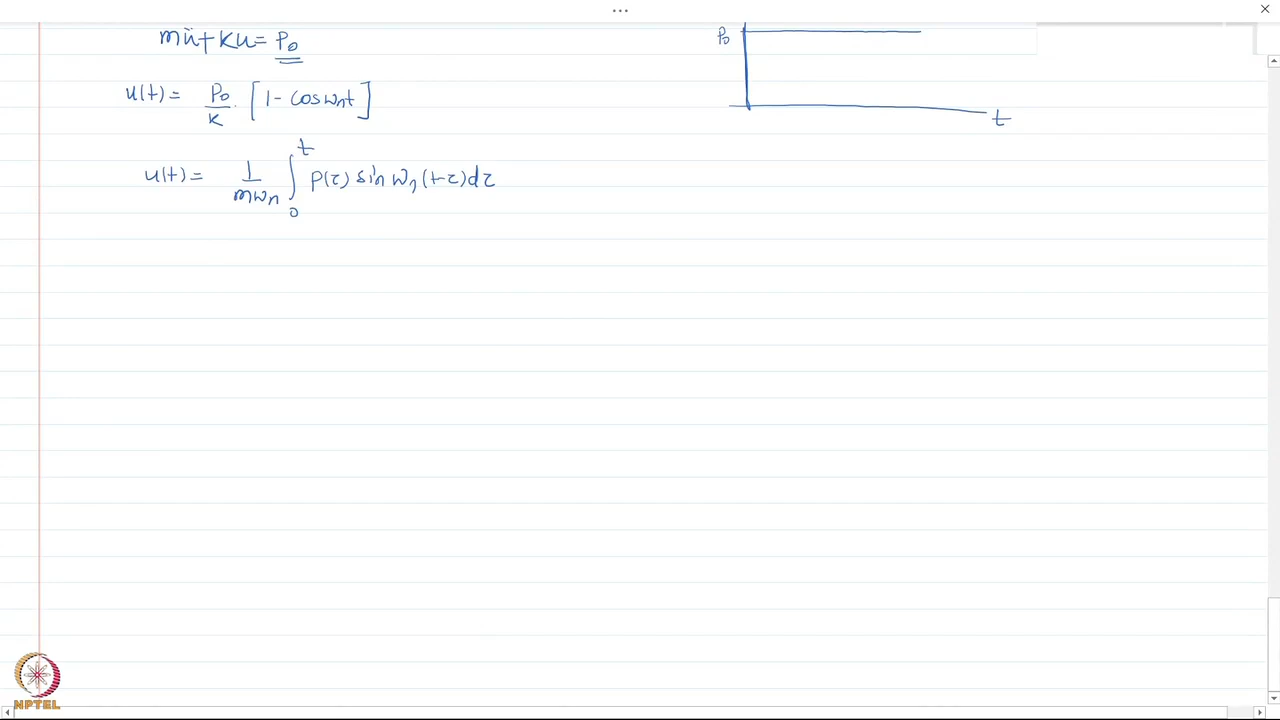 mü+ku = P₀
P₀
u(t) = P₀/k · [1 - cos ωnt]
t
u(t) = 1/mωn ∫₀ᵗ P(τ) sin ωn (t-τ) dτ
NPTEL